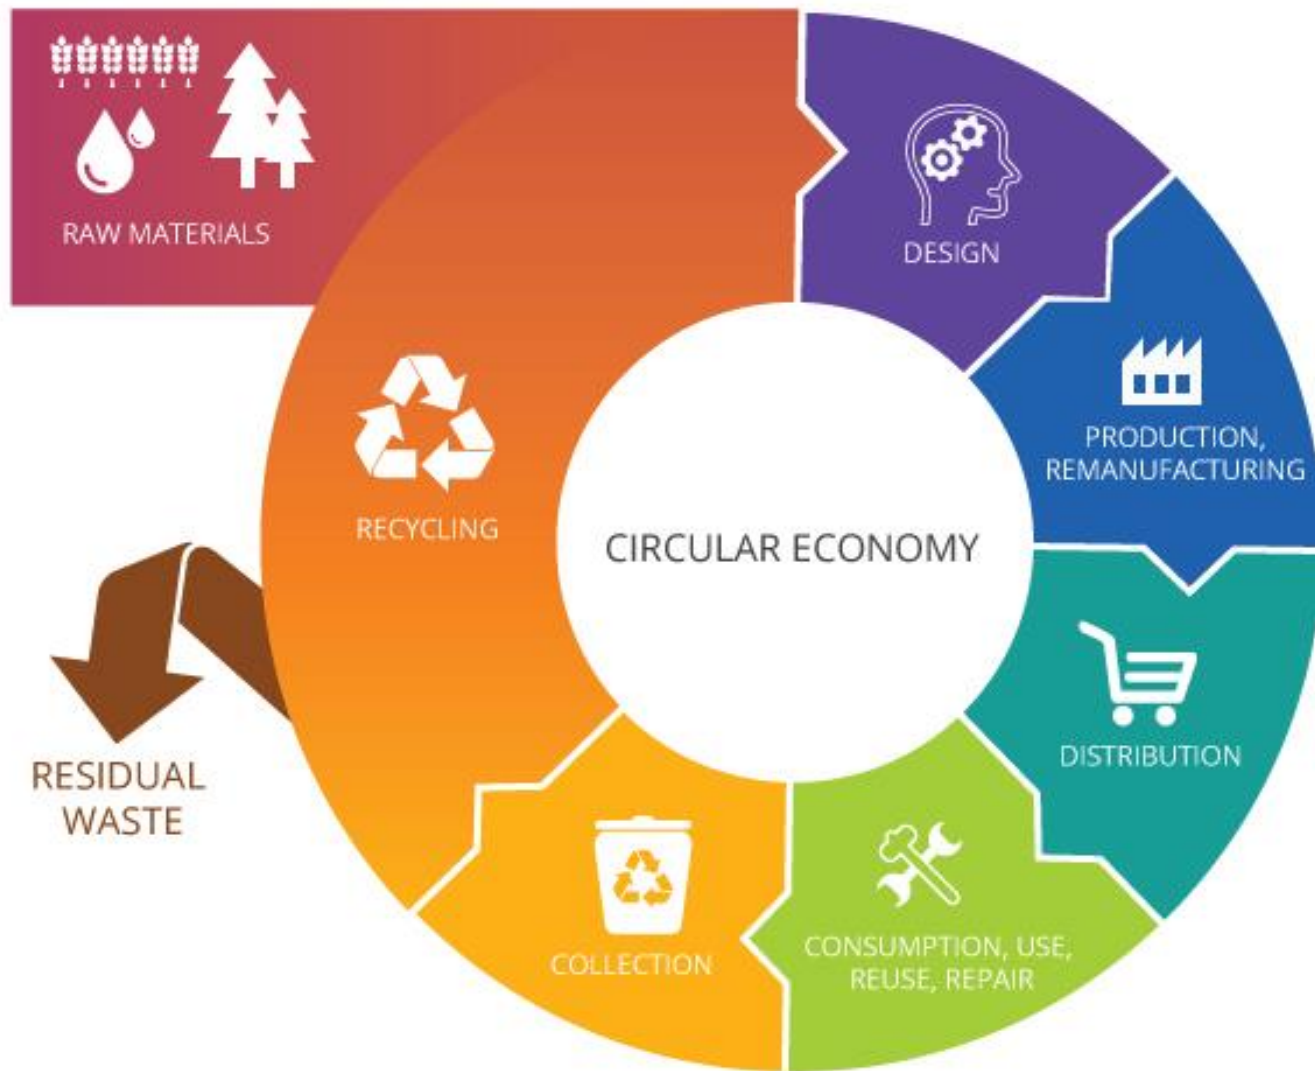 RAW MATERIALS
DESIGN
PRODUCTION,
REMANUFACTURING
DISTRIBUTION
CONSUMPTION, USE,
REUSE, REPAIR
COLLECTION
RECYCLING
CIRCULAR ECONOMY
RESIDUAL
WASTE